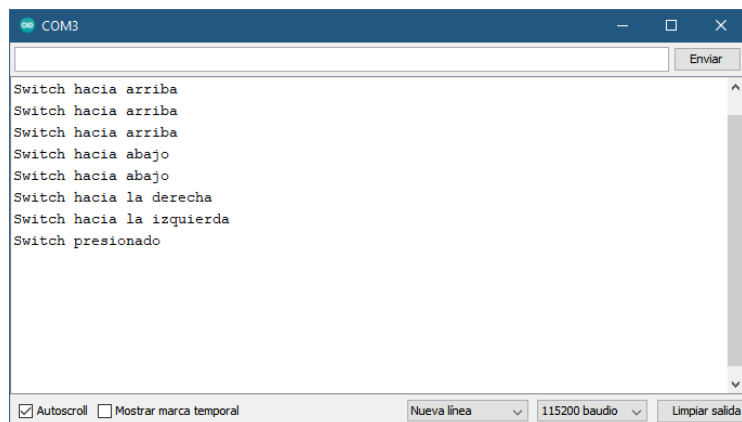 COM3
Enviar
Switch hacia arriba
Switch hacia arriba
Switch hacia arriba
Switch hacia abajo
Switch hacia abajo
Switch hacia la derecha
Switch hacia la izquierda
Switch presionado
Autoscroll Mostrar marca temporal Nueva línea 115200 baudio Limpiar salida